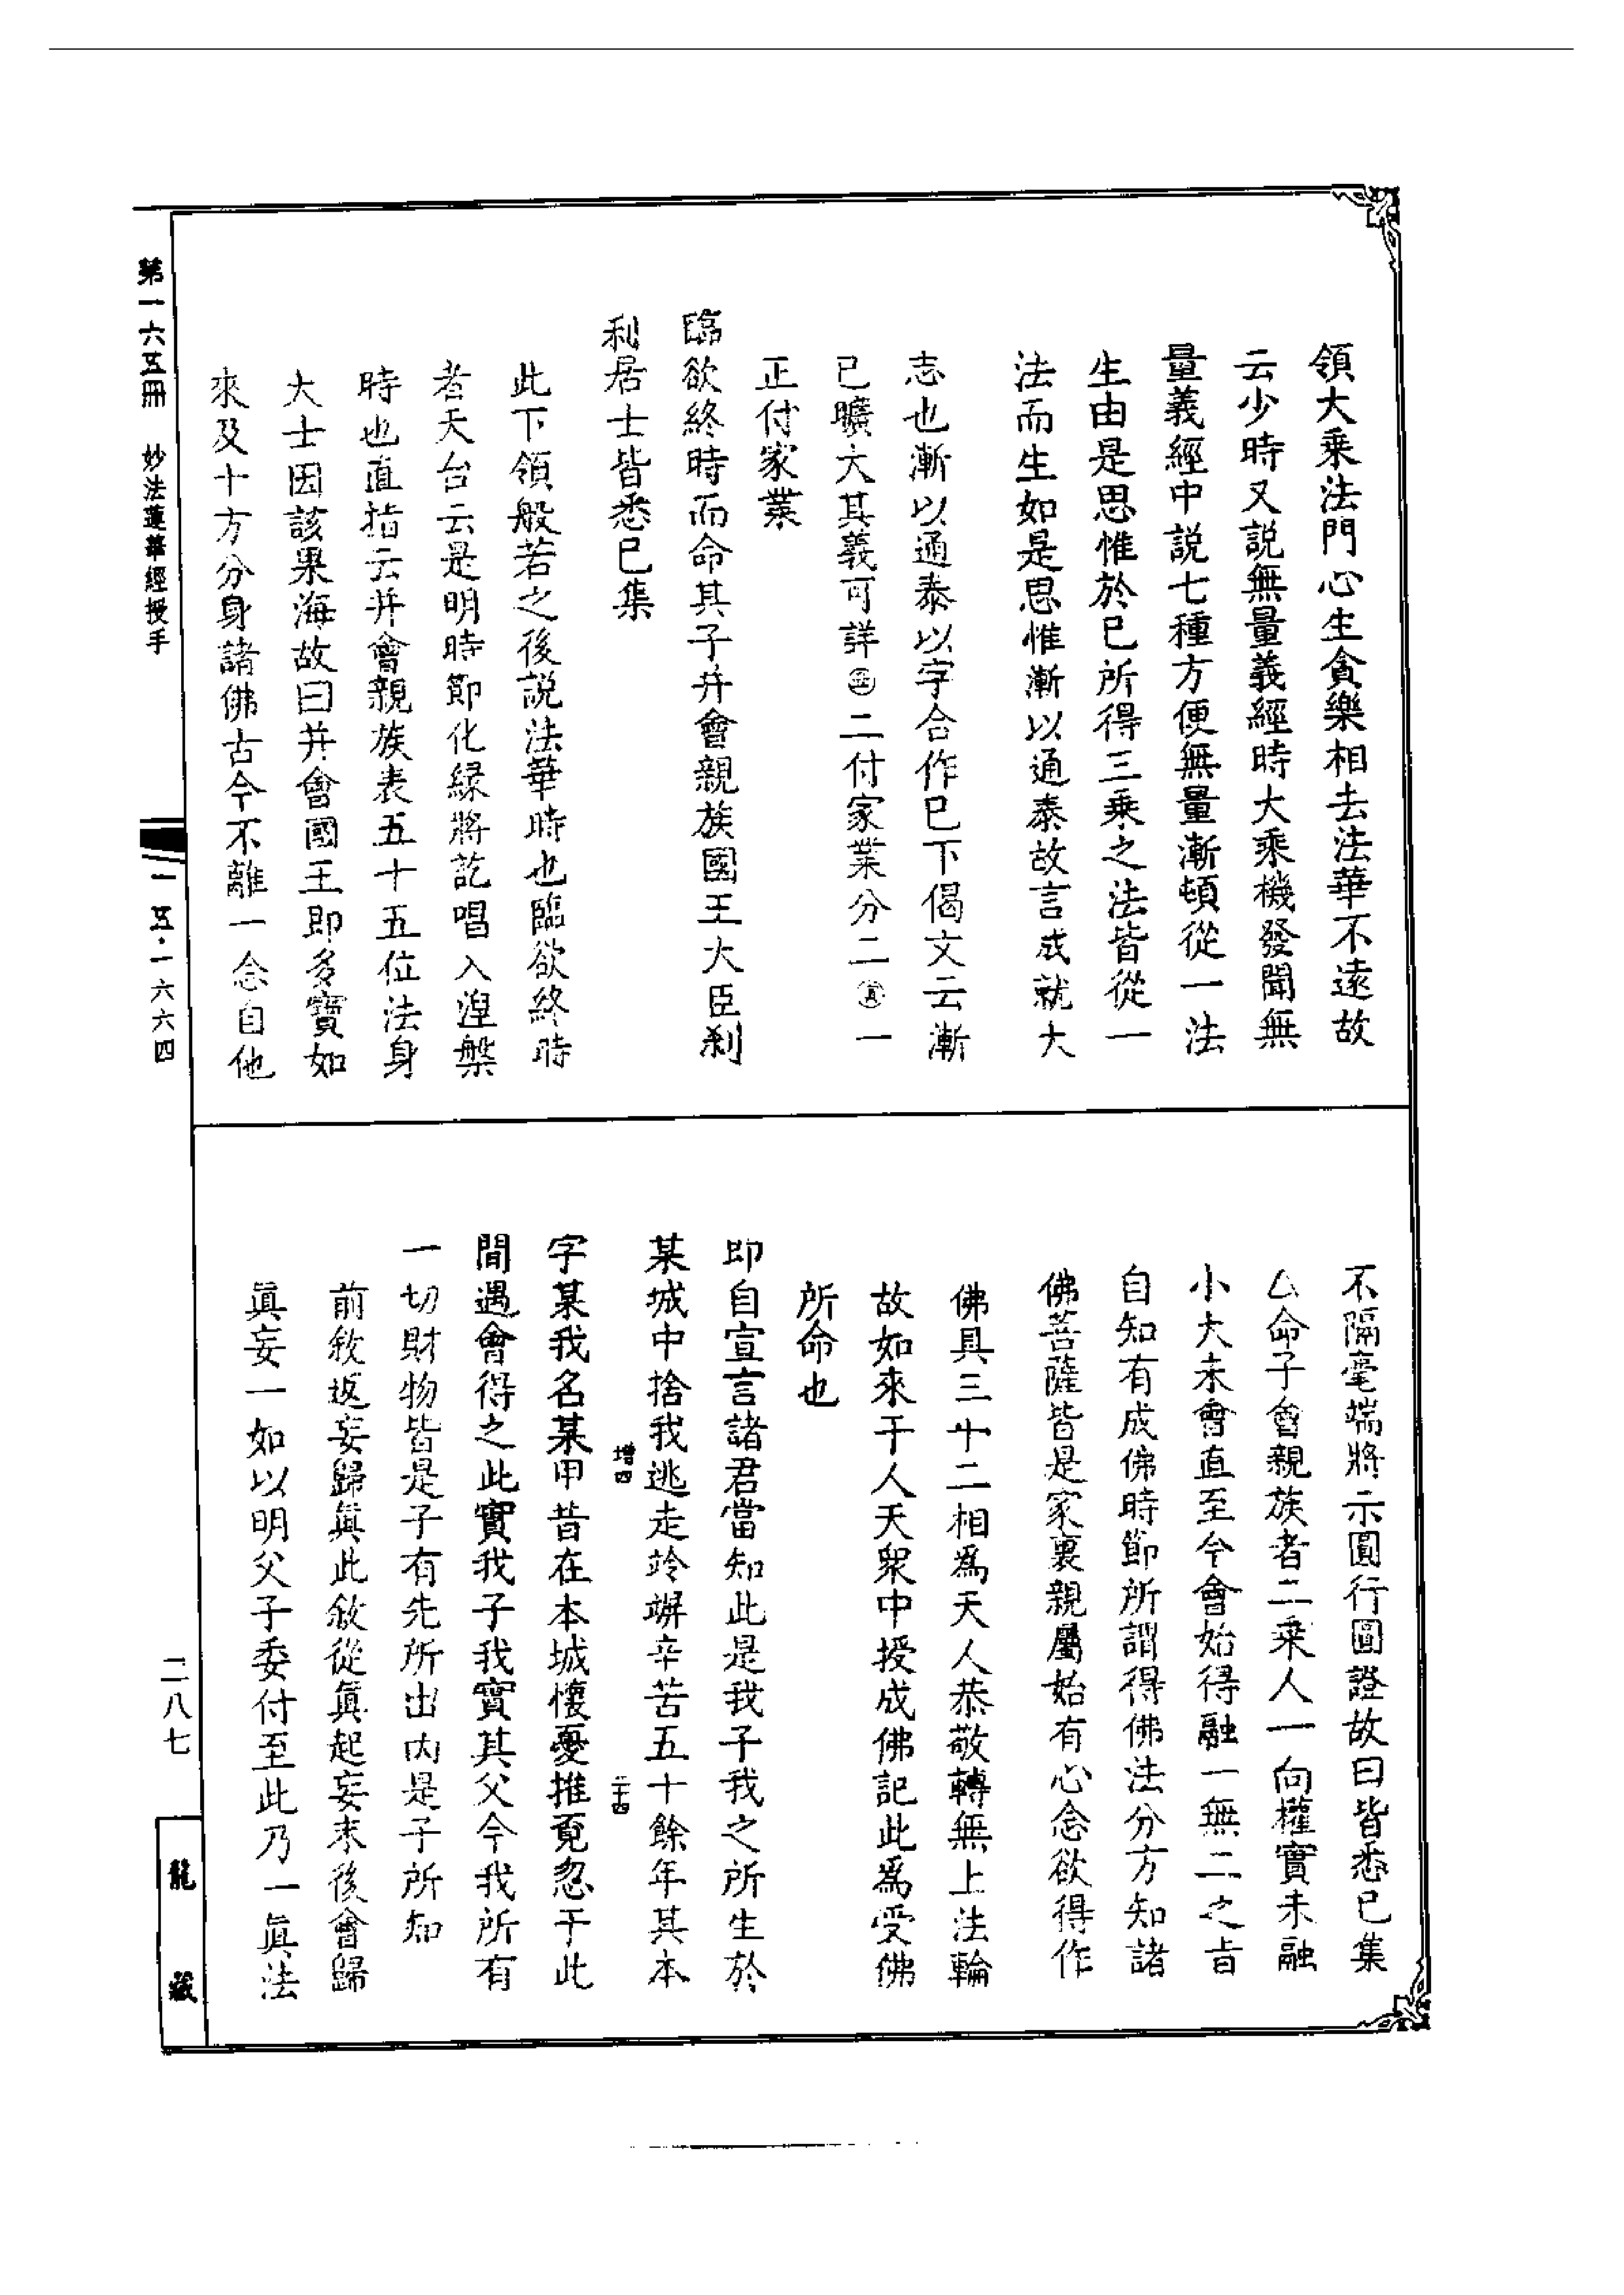 領大乘法門心生貪樂相去法華不遠故
云少時又説無量義經時大乘機發聞無
量義經中説七種方便無量漸頓從一法
生由是思惟於已所得三乘之法皆從一
法而生如是思惟漸以通泰故言成就大
志也漸以通泰以字合作已下偈文云漸
已曠大其義可詳二付家業分二一
正付家業
臨欲終時而命其子并會親族國王大臣刹
利居士皆悉已集
此下領般若之後説法華時也臨欲終時
者天台云是明時節化緣將訖唱入涅槃
時也直指云并會親族表五十五位法身
大士因該果海故曰并會國王即多寶如
來及十方分身諸佛古今不離一念自他
不隔毫端將示圓行圓證故曰皆悉已集
㕣命子會親族者二乘人一向權實未融
小大未會直至今會始得融一無二之旨
自知有成佛時節所謂得佛法分方知諸
佛菩薩皆是家裏親屬始有心念欲得作
佛具三十二相爲天人恭敬轉無上法輪
故如來于人天衆中授成佛記此爲受佛
所命也
即自宣言諸君當知此是我子我之所生於
某城中捨我逃走竛竮辛苦五十餘年其本
增四
二十四
字某我名某甲昔在本城懷憂推覓忽于此
間遇會得之此實我子我實其父今我所有
一切財物皆是子有先所出内是子所知
前敘返妄歸眞此敘從眞起妄末後會歸
眞妄一如以明父子委付至此乃一眞法
第一六五冊 妙法蓮華經授手
一五·一六六四
二八七
龍藏